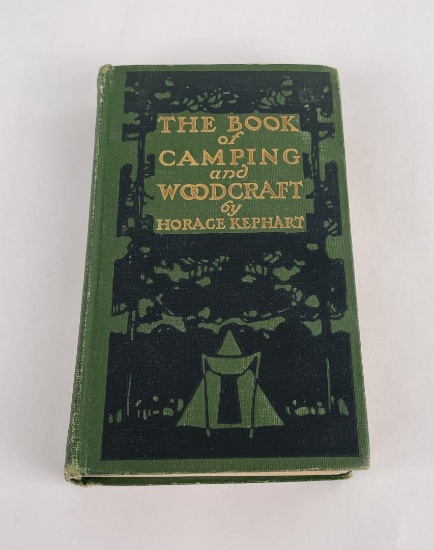 THE BOOK
of
CAMPING
and
WOODCRAFT
by
HORACE KEPHART